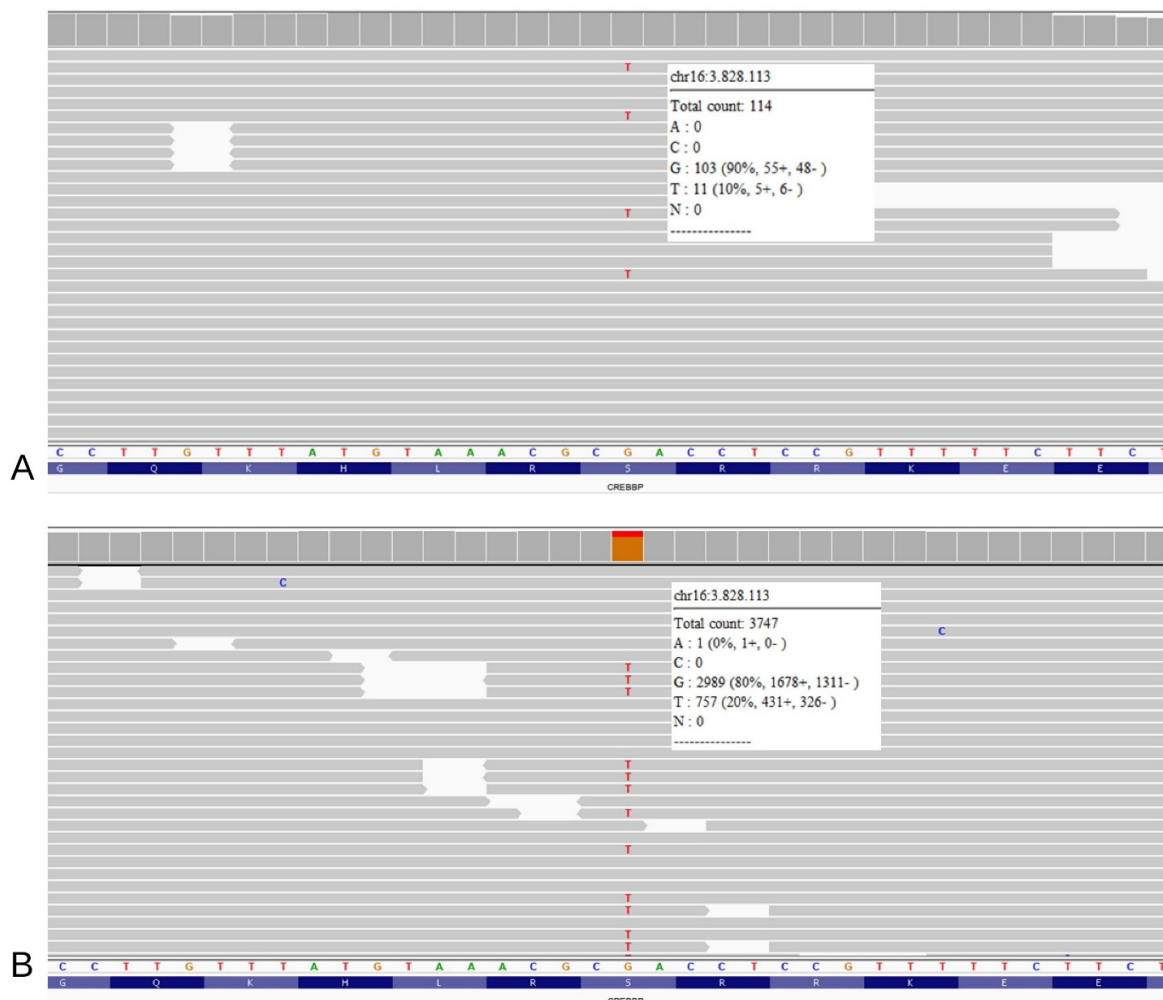 T
T
T
T
chr16:3.828.113
Total count: 114
A : 0
C : 0
G : 103 (90%, 55+, 48- )
T : 11 (10%, 5+, 6- )
N : 0
---------------
C C T T G T T T A T G T A A A C G C G A C C T C C G T T T T T C T T C T
A
G Q K H L R S R R K E E
CREBBP
C
C
T
T
T
T
T
T
T
T
T
T
T
T
chr16:3.828.113
Total count: 3747
A : 1 (0%, 1+, 0- )
C : 0
G : 2989 (80%, 1678+, 1311- )
T : 757 (20%, 431+, 326- )
N : 0
---------------
C C T T G T T T A T G T A A A C G C G A C C T C C G T T T T T C T T C T
B
G Q K H L R S R R K E E
CREBBP